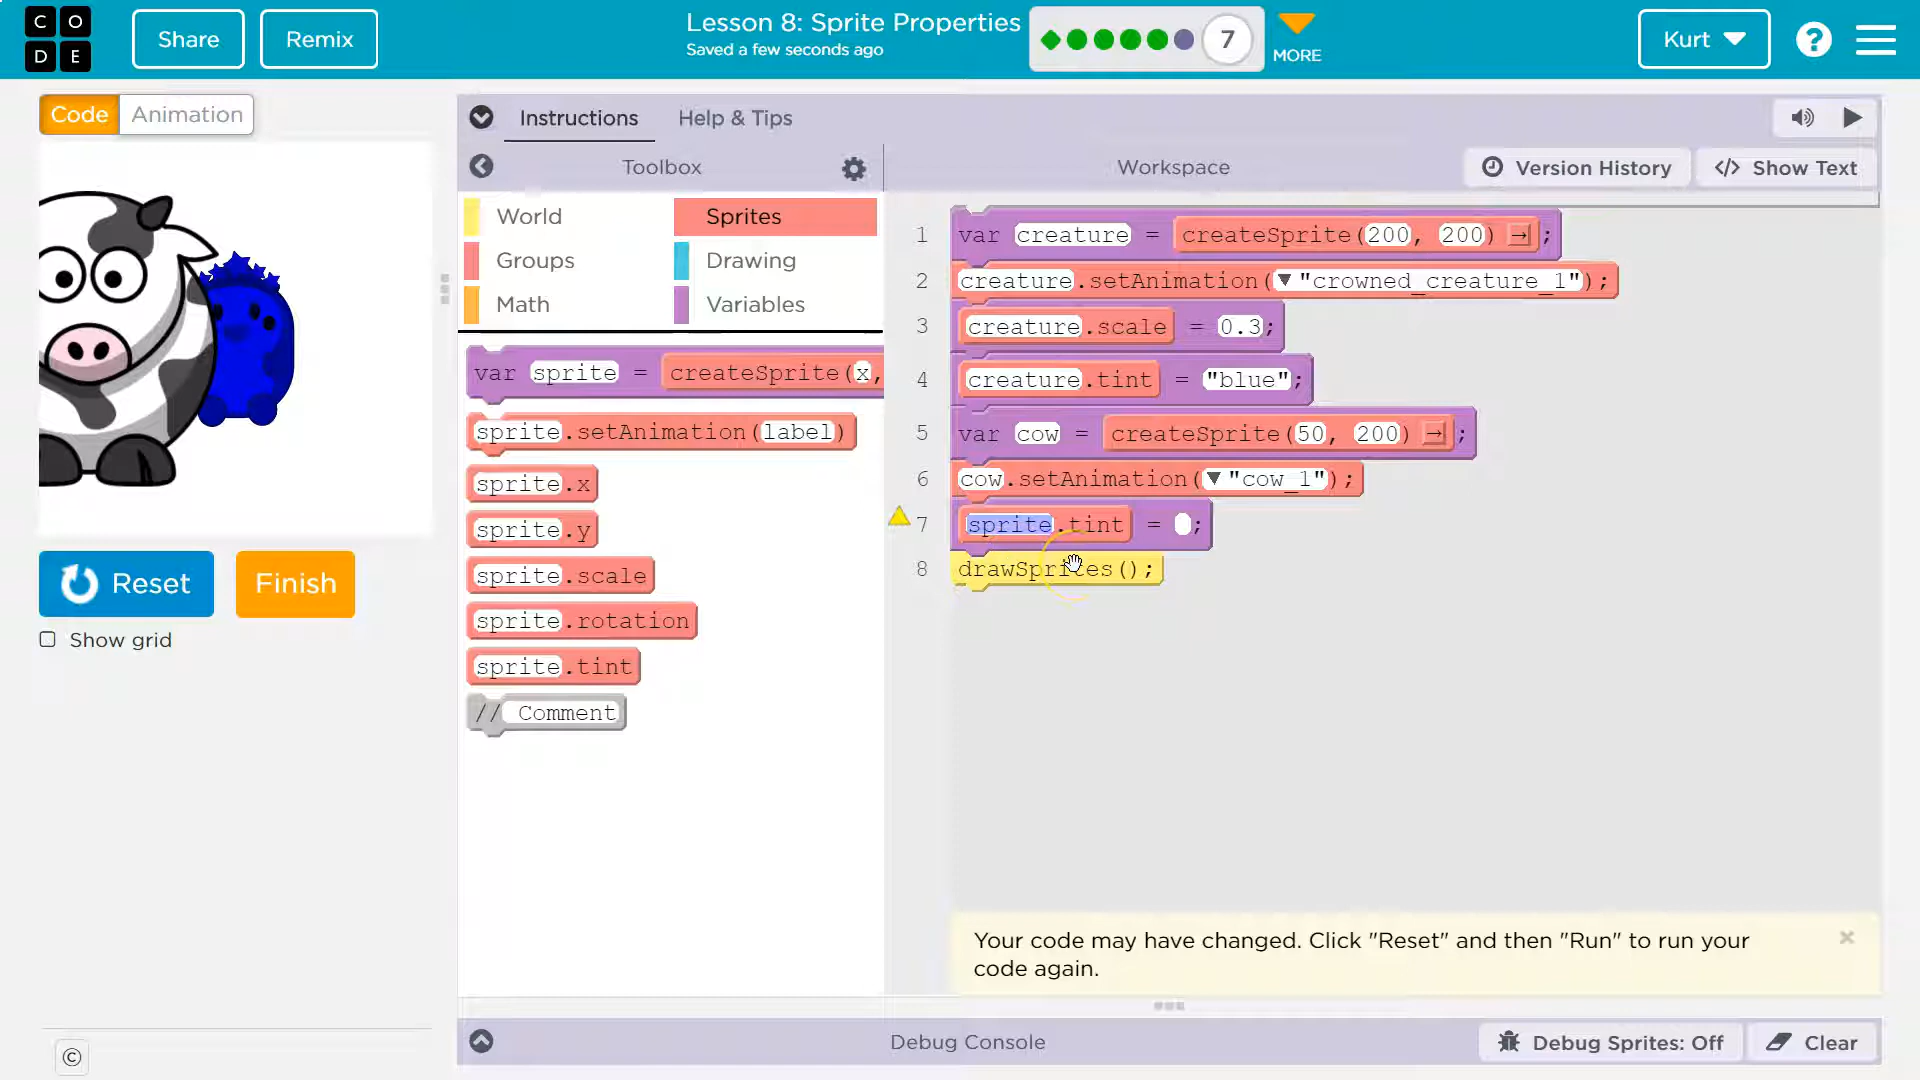 CO
DE
Share
Remix
Lesson 8: Sprite Properties
Saved a few seconds ago
7
MORE
Kurt
?
Code
Animation
Instructions
Help & Tips
Toolbox
Workspace
Version History
</> Show Text
World
Sprites
Groups
Drawing
Math
Variables
var sprite = createSprite(x,
sprite.setAnimation(label)
sprite.x
sprite.y
sprite.scale
sprite.rotation
sprite.tint
// Comment
1 var creature = createSprite(200, 200) → ;
2 creature.setAnimation(▼ "crowned_creature_1");
3 creature.scale = 0.3;
4 creature.tint = "blue";
5 var cow = createSprite(50, 200) → ;
6 cow.setAnimation(▼ "cow_1");
7 sprite.tint = ;
8 drawSprites();
Reset
Finish
Show grid
Your code may have changed. Click "Reset" and then "Run" to run your
code again.
×
©
Debug Console
Debug Sprites: Off
Clear